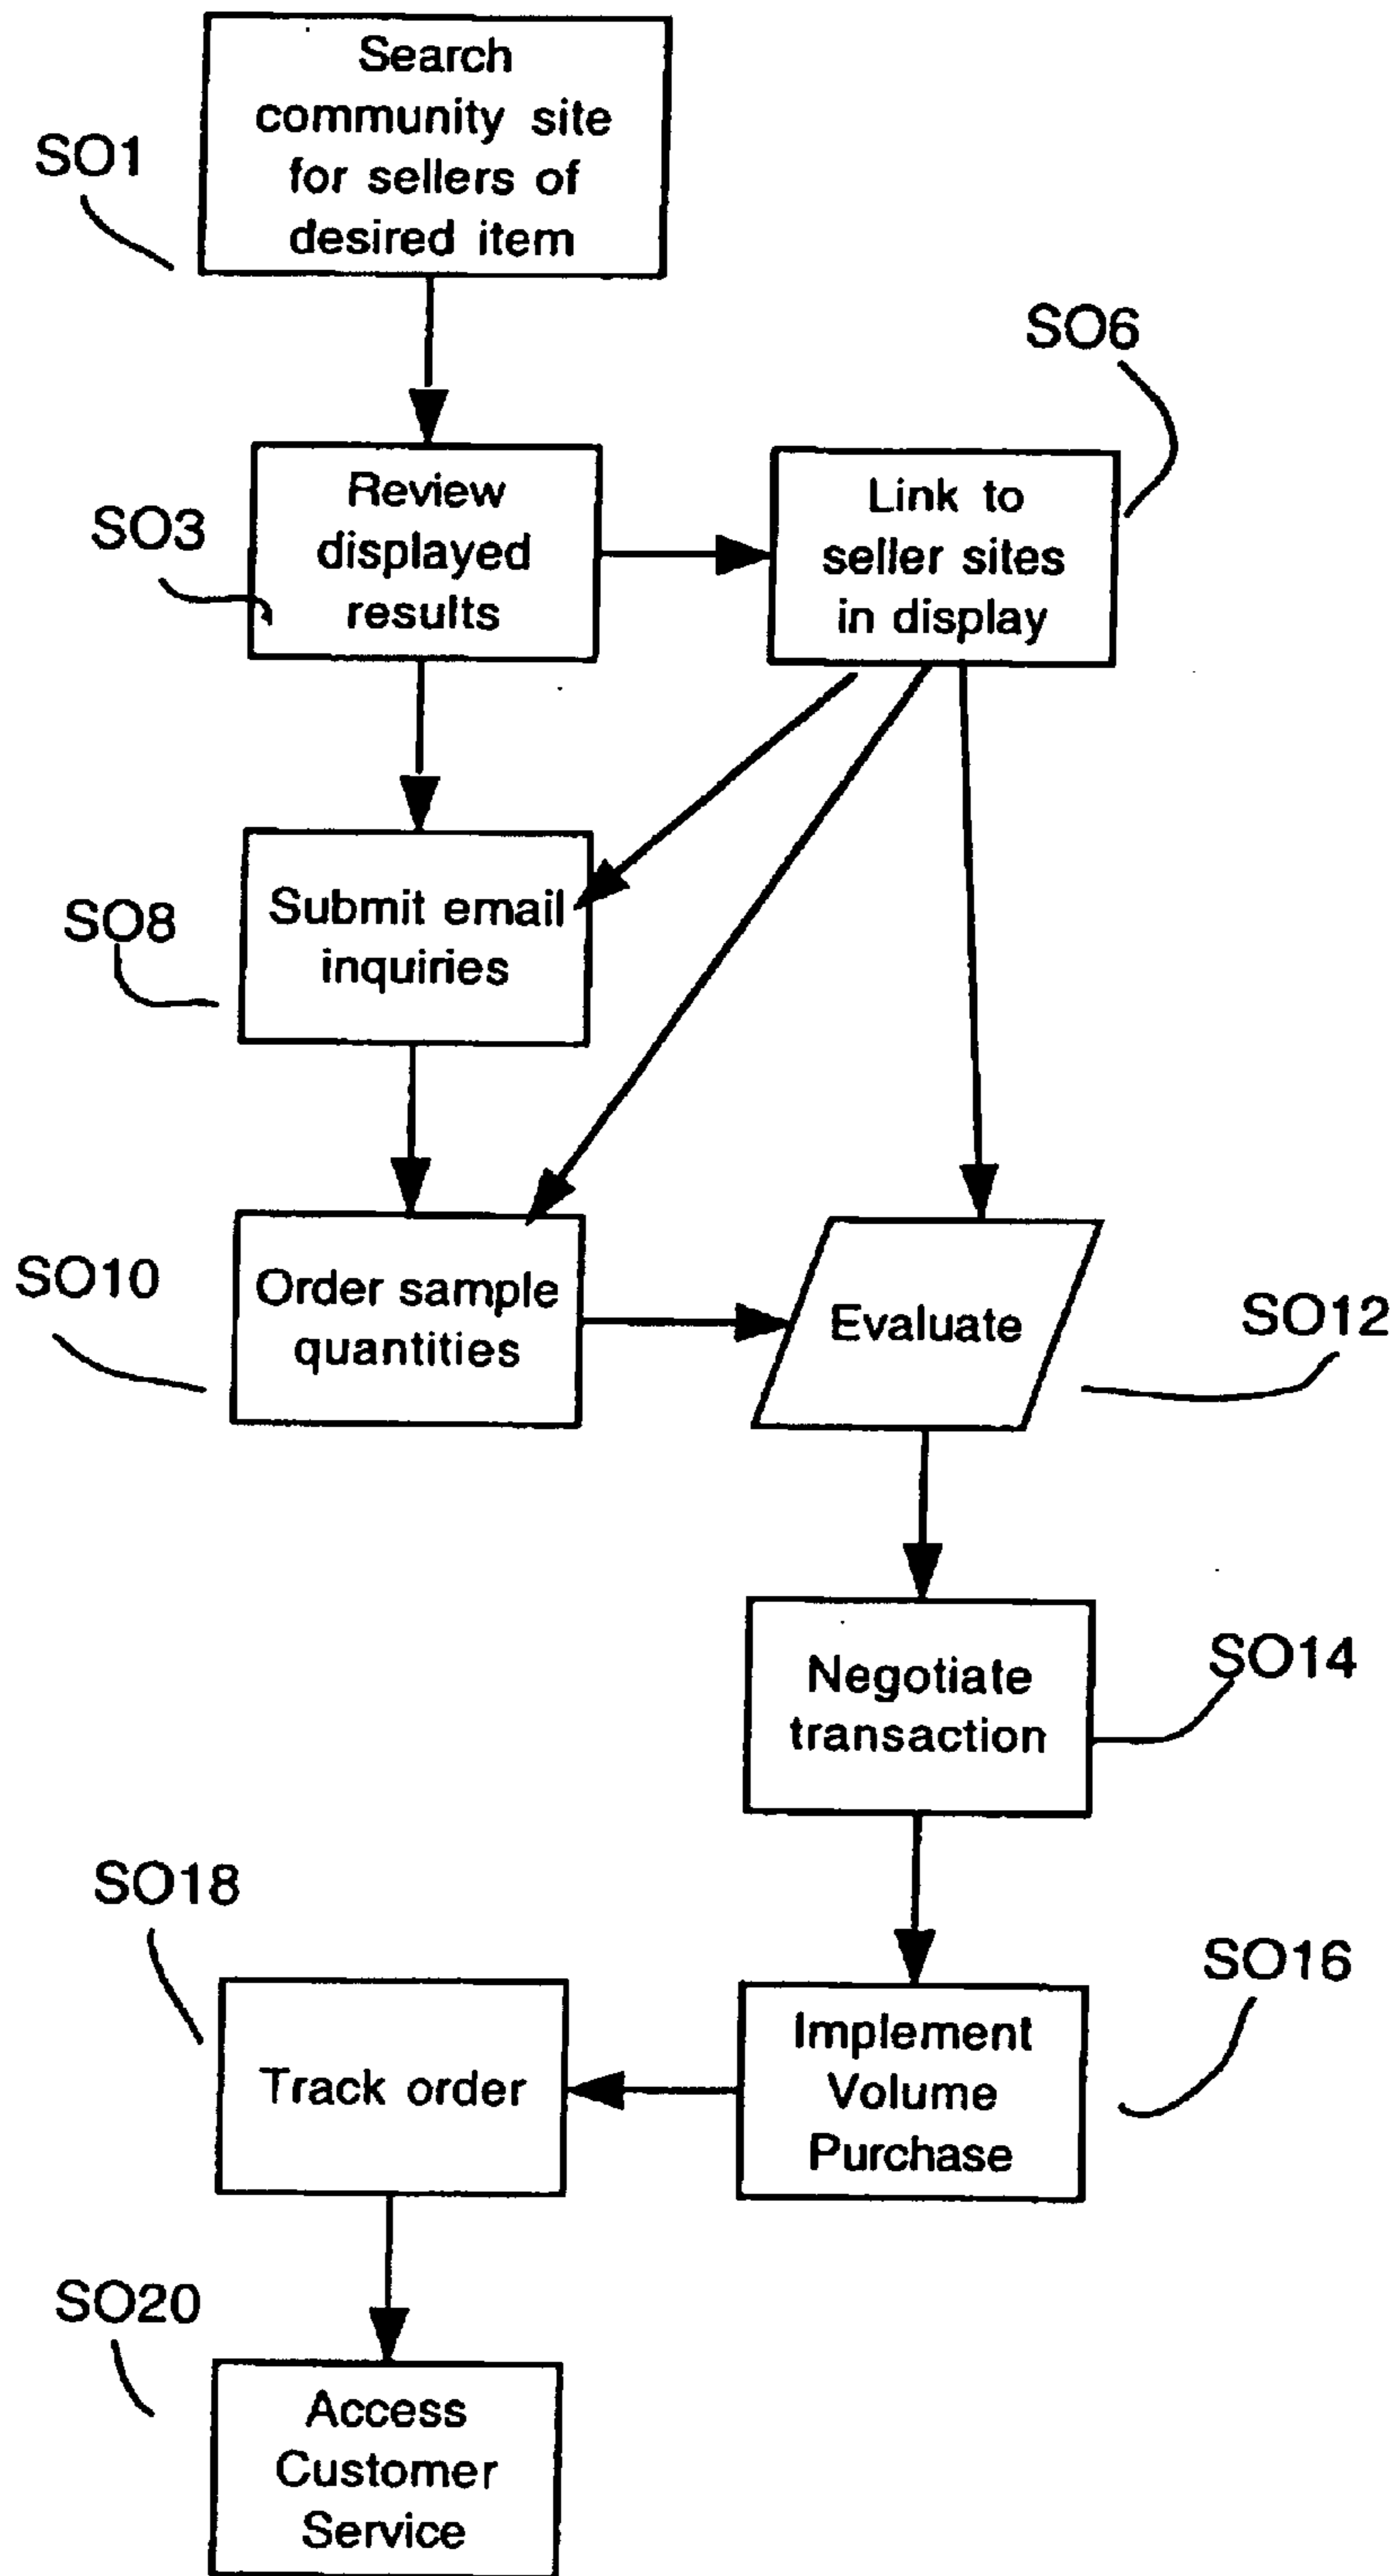 Search
community site
for sellers of
desired item
SO1
SO6
Review
displayed
results
SO3
Link to
seller sites
in display
Submit email
inquiries
SO8
Order sample
quantities
SO10
Evaluate
SO12
Negotiate
transaction
SO14
SO18
Track order
SO16
Implement
Volume
Purchase
SO20
Access
Customer
Service